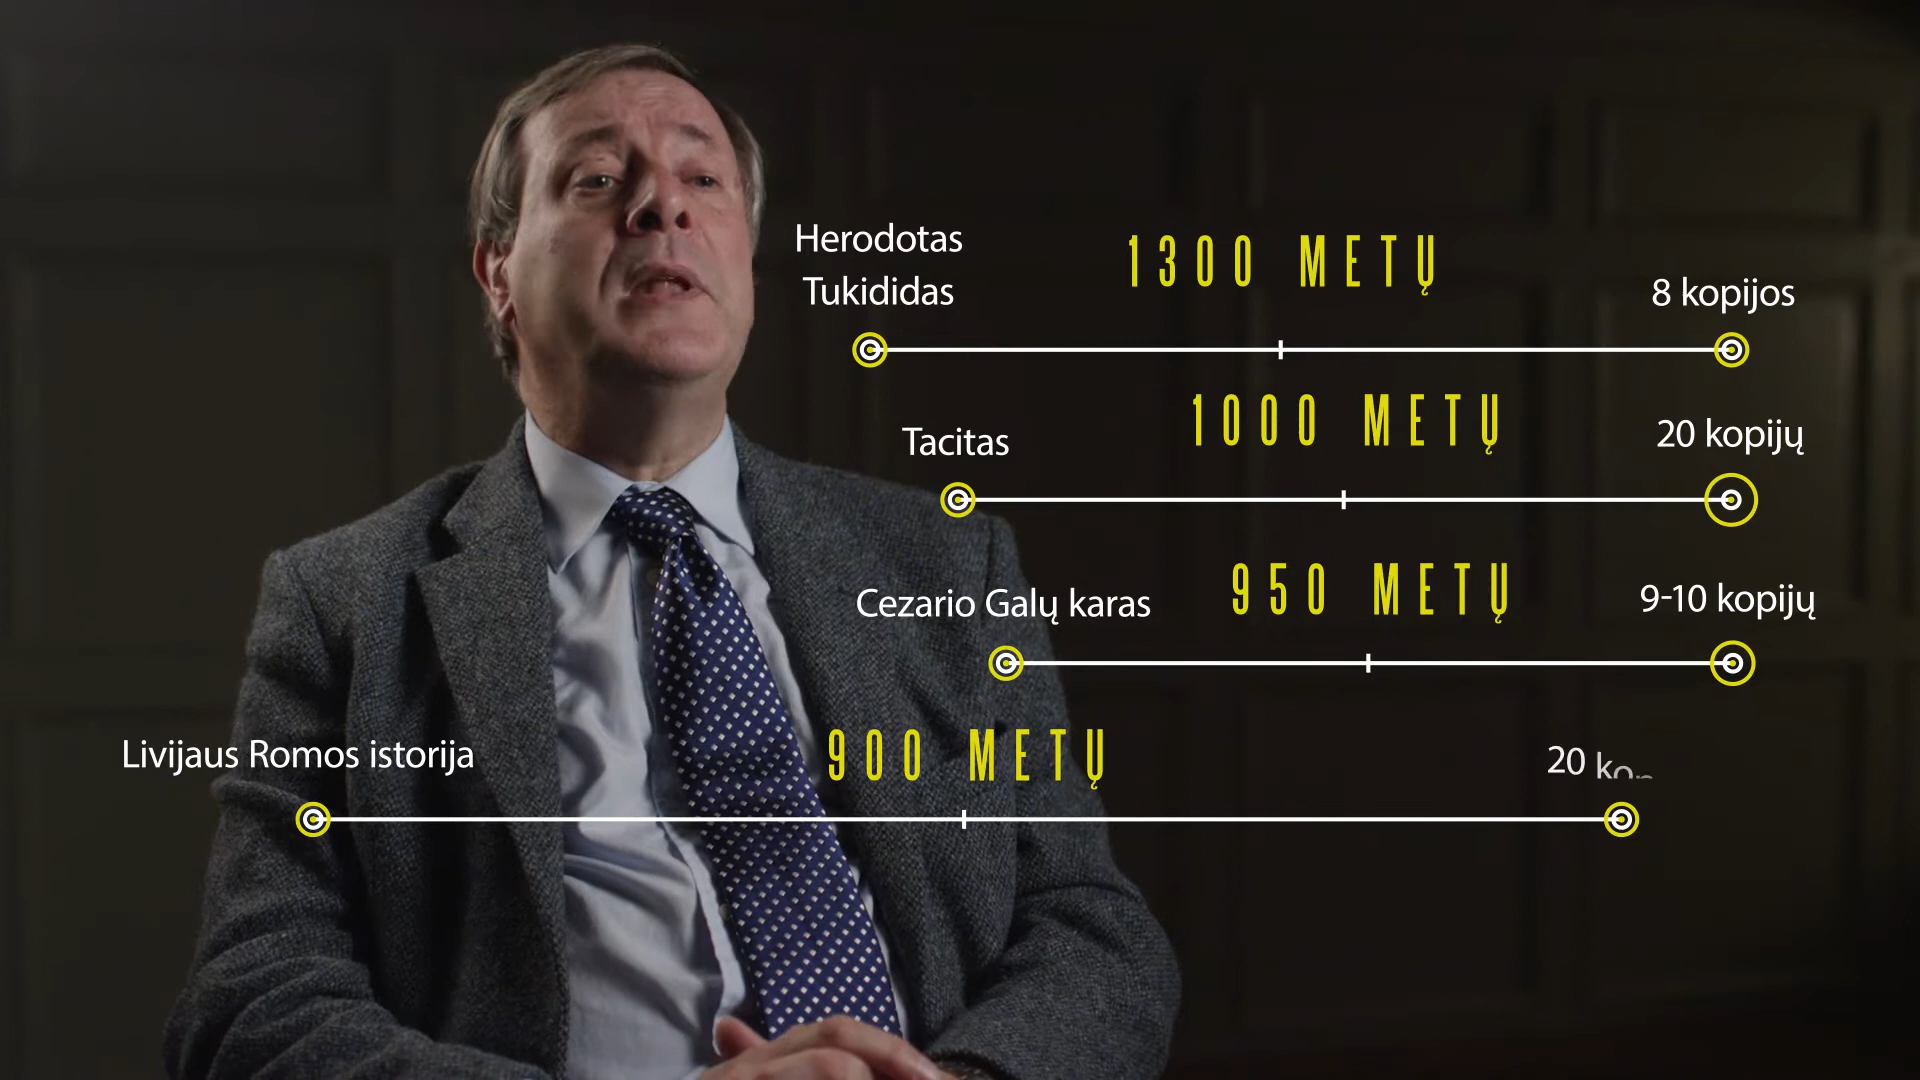 Herodotas
Tukididas
1300 METŲ
8 kopijos
Tacitas
1000 METŲ
20 kopijų
Cezario Galų karas
950 METŲ
9-10 kopijų
Livijaus Romos istorija
900 METŲ
20